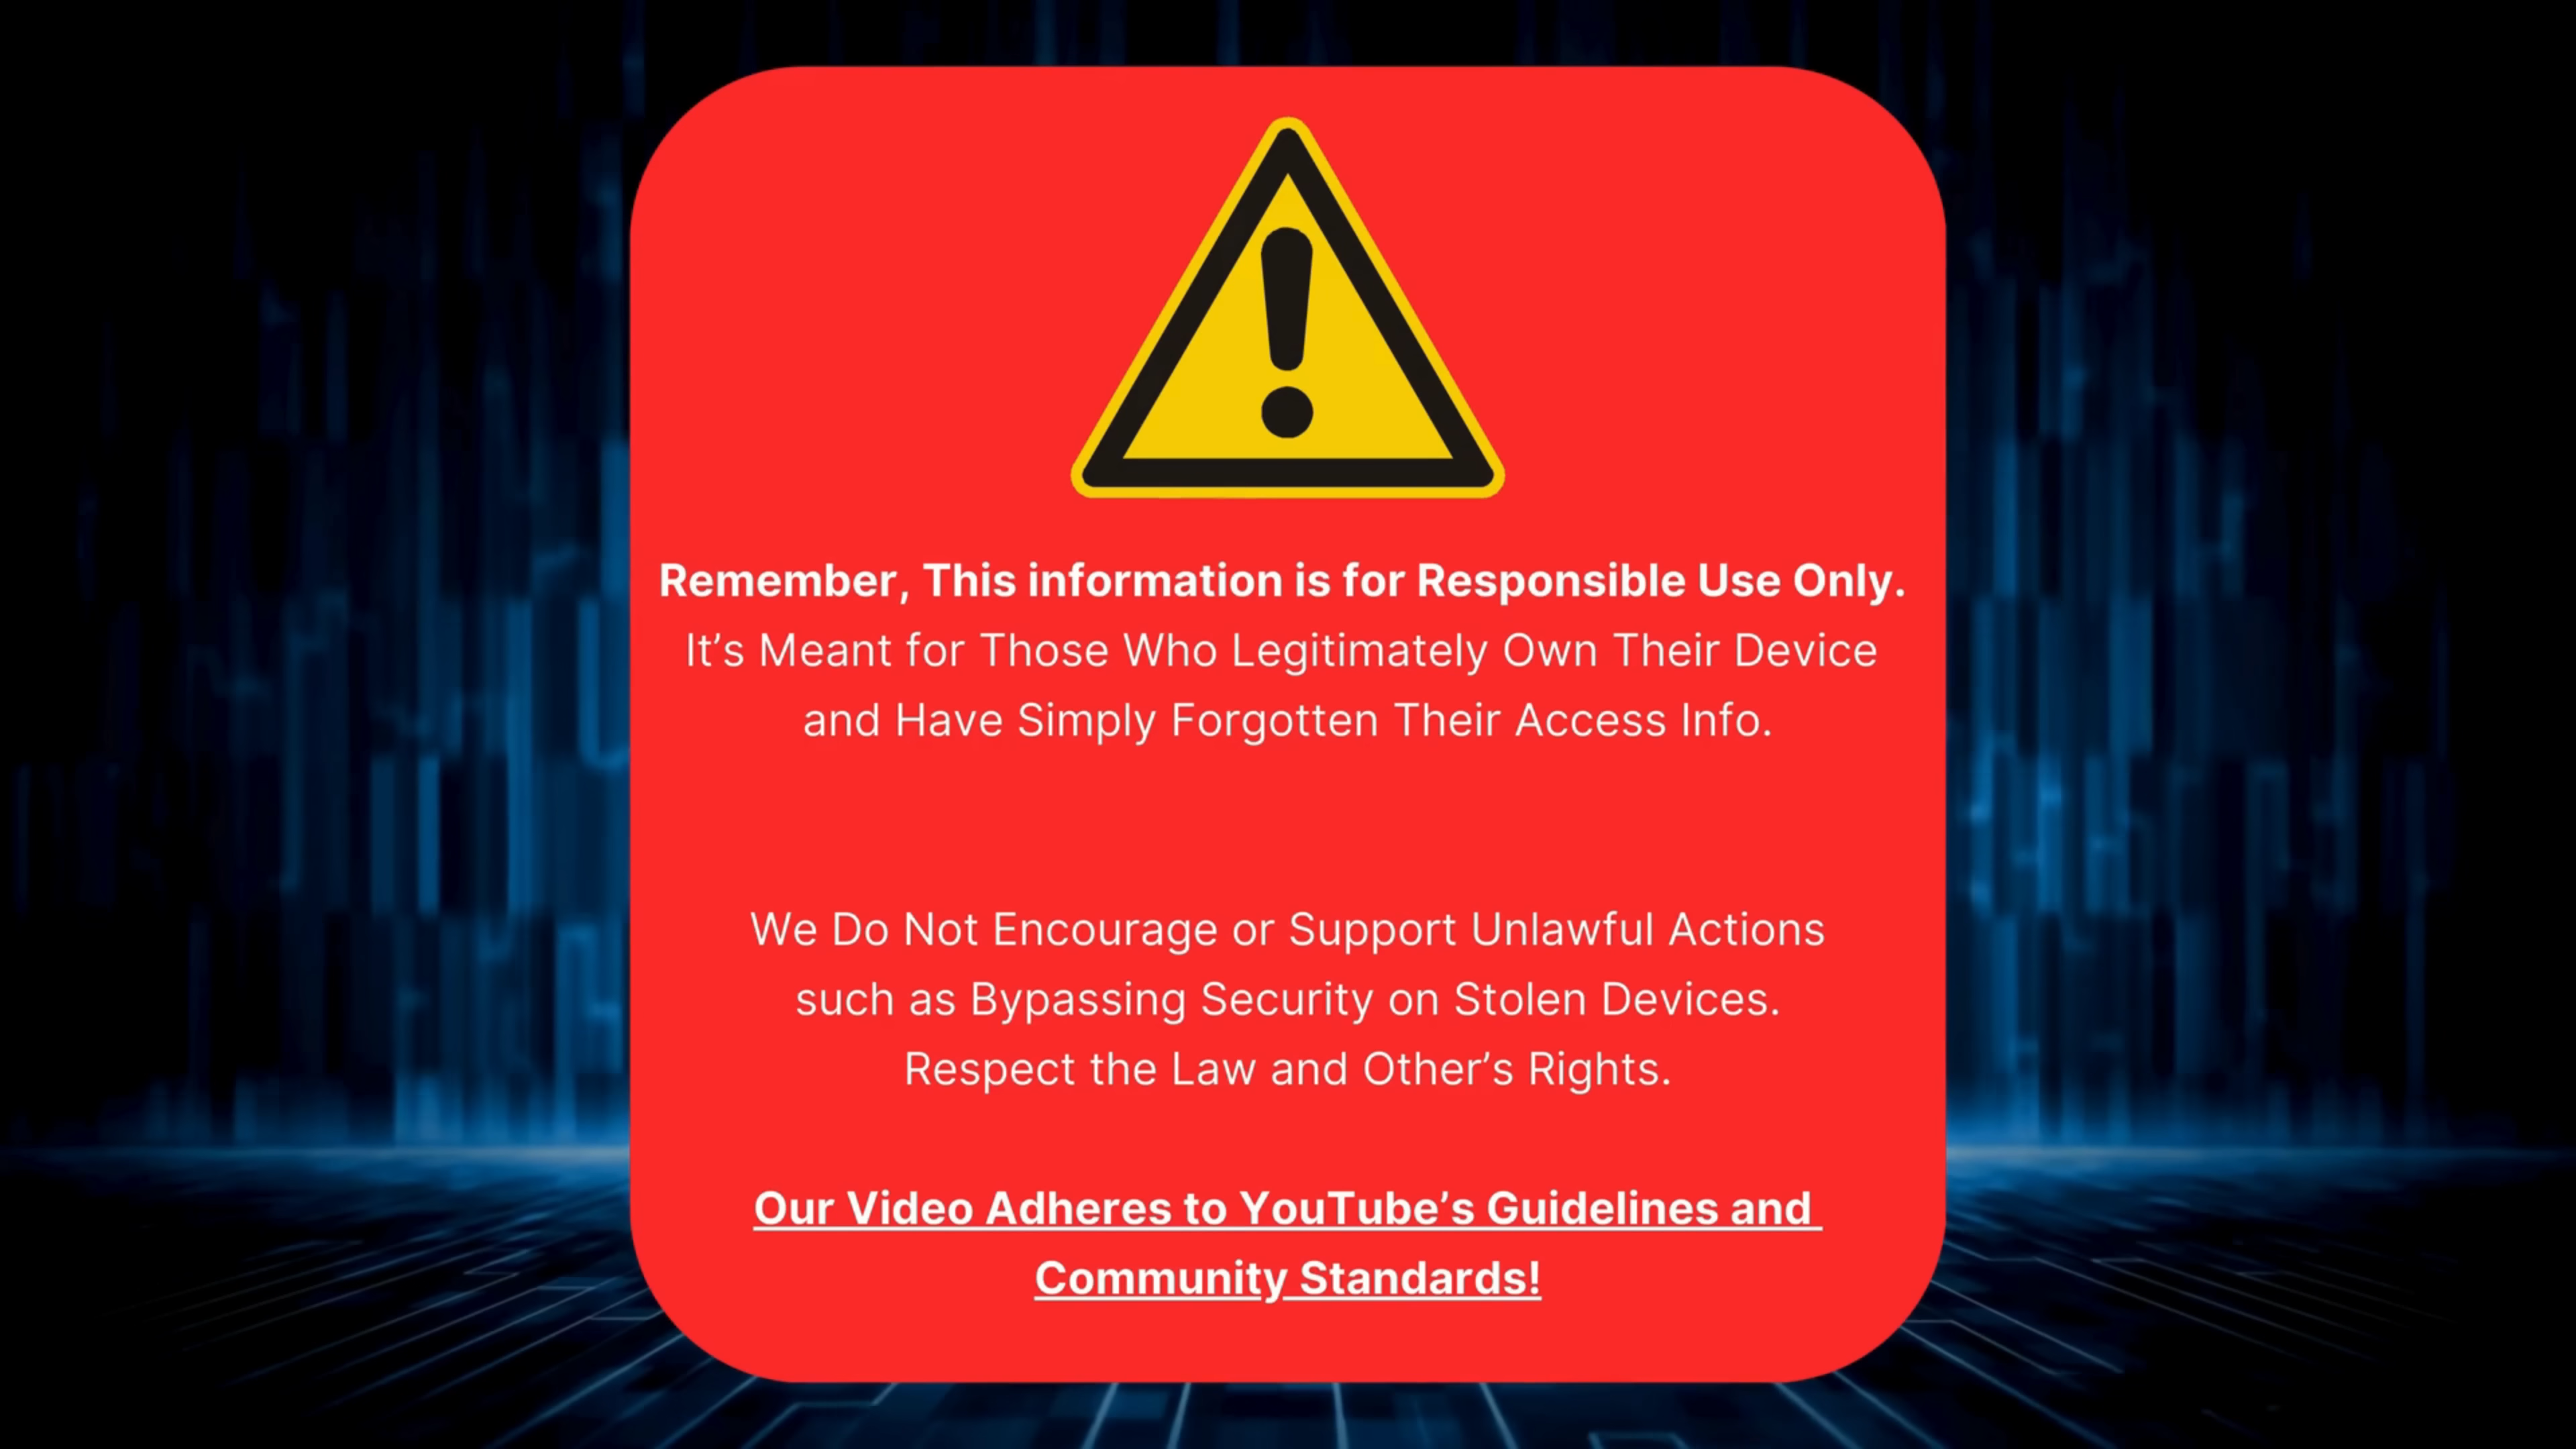 Remember, This information is for Responsible Use Only.
It’s Meant for Those Who Legitimately Own Their Device
and Have Simply Forgotten Their Access Info.
We Do Not Encourage or Support Unlawful Actions
such as Bypassing Security on Stolen Devices.
Respect the Law and Other’s Rights.
Our Video Adheres to YouTube’s Guidelines and
Community Standards!